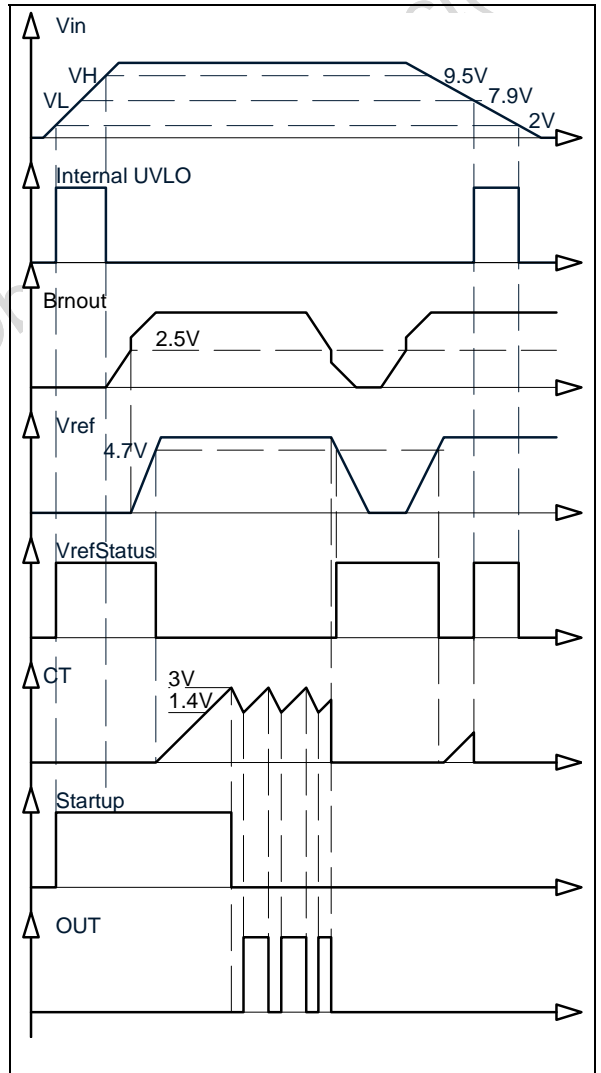 Vin
VH
9.5V
VL
7.9V
2V
Internal UVLO
Brnout
2.5V
Vref
4.7V
VrefStatus
CT
3V
1.4V
Startup
OUT